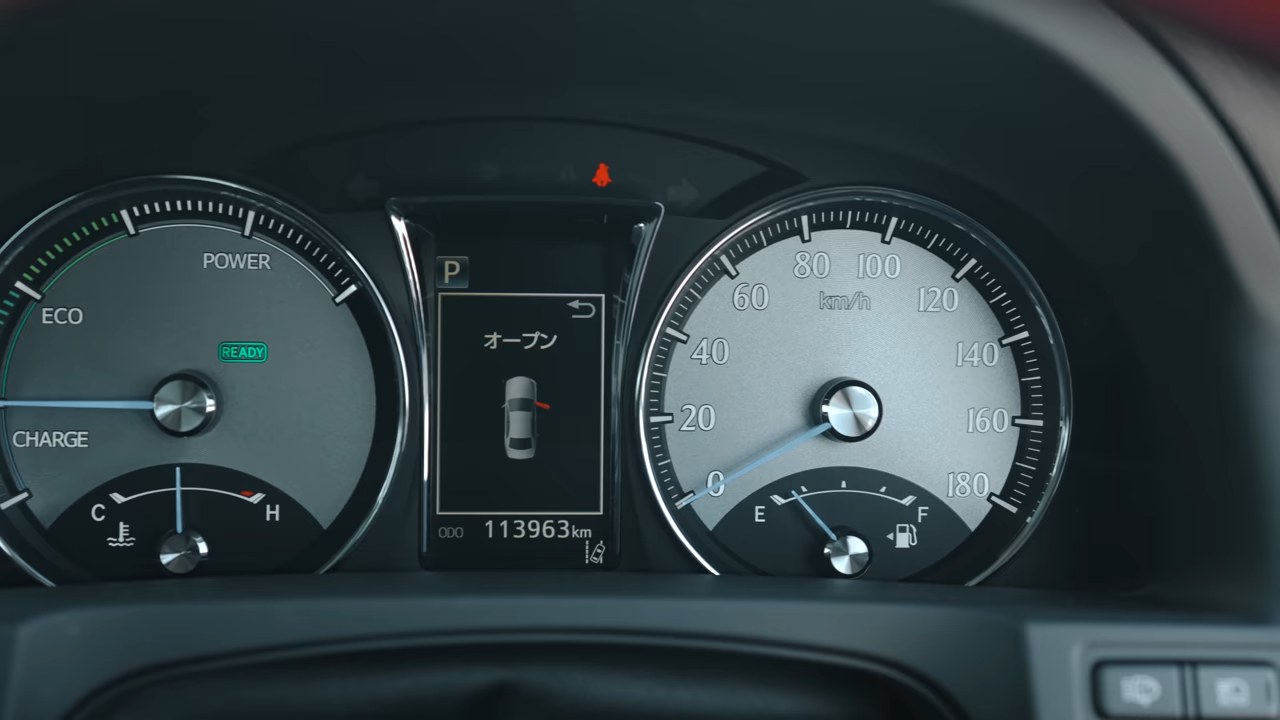 POWER
ECO
READY
CHARGE
C
H
P
オープン
ODO 113963km
80
100
60
km/h
120
40
140
20
160
0
180
E
F